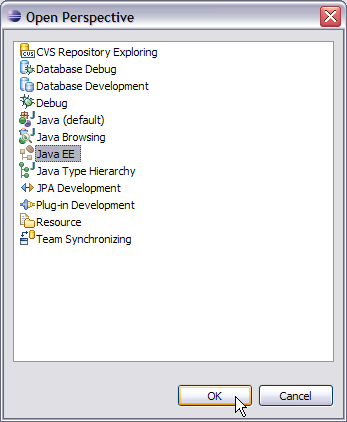 Open Perspective
CVS Repository Exploring
Database Debug
Database Development
Debug
Java (default)
Java Browsing
Java EE
Java Type Hierarchy
JPA Development
Plug-in Development
Resource
Team Synchronizing
OK
Cancel